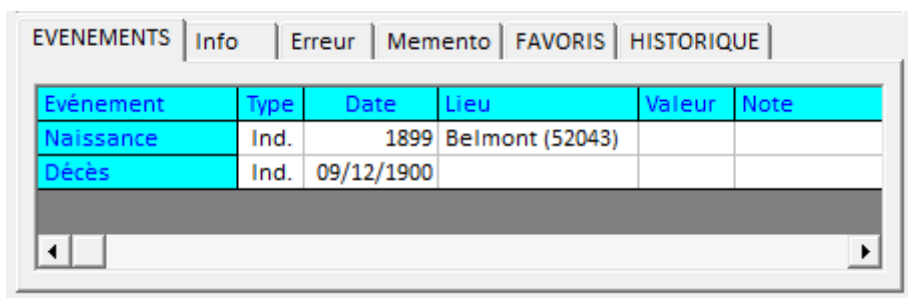 EVENEMENTS Info Erreur Memento FAVORIS HISTORIQUE
Evénement Type Date Lieu Valeur Note
Naissance Ind. 1899 Belmont (52043)
Décès Ind. 09/12/1900